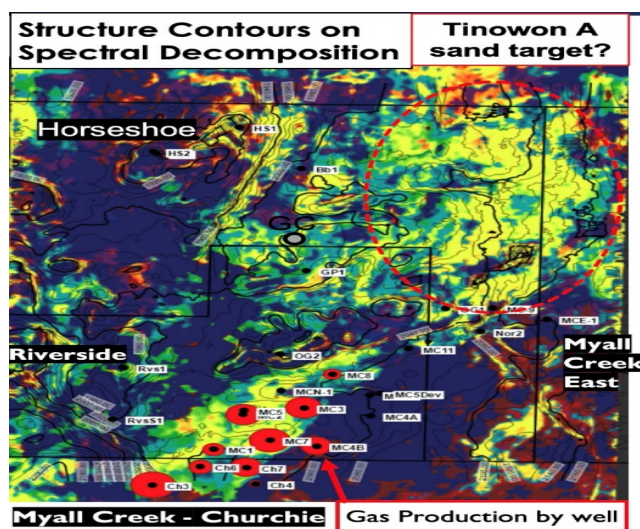 Structure Contours on
Spectral Decomposition
Tinowon A
sand target?
Horseshoe
HS1
HS2
Bb1
GC
GP1
OG1
MC9
MCE-1
Nor2
MC11
Riverside
Rvs1
OG2
Myall
Creek
East
MC8
MCN-1
MC5Dev
MC5
MC3
MC4A
RvsS1
MC7
MC1
MC4B
Ch6
Ch7
Ch3
Ch4
Myall Creek - Churchie
Gas Production by well